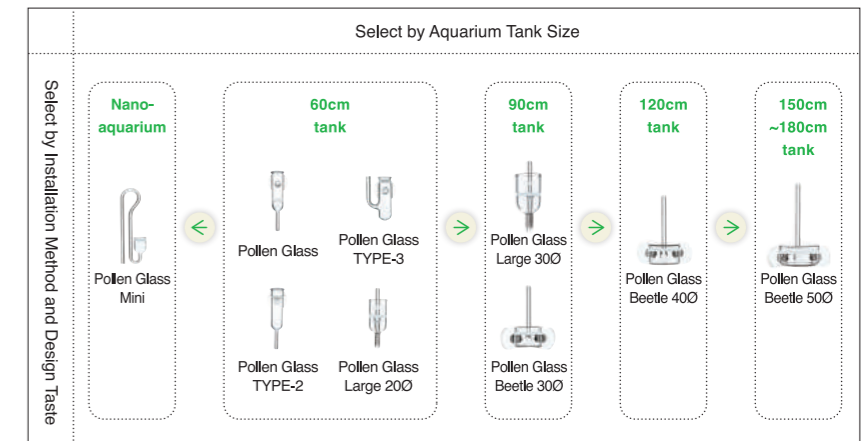 Select by Aquarium Tank Size
Select by Installation Method and Design Taste
Nano-
aquarium
Pollen Glass
Mini
60cm
tank
Pollen Glass
Pollen Glass
TYPE-3
Pollen Glass
TYPE-2
Pollen Glass
Large 20Ø
90cm
tank
Pollen Glass
Large 30Ø
Pollen Glass
Beetle 30Ø
120cm
tank
Pollen Glass
Beetle 40Ø
150cm
~180cm
tank
Pollen Glass
Beetle 50Ø